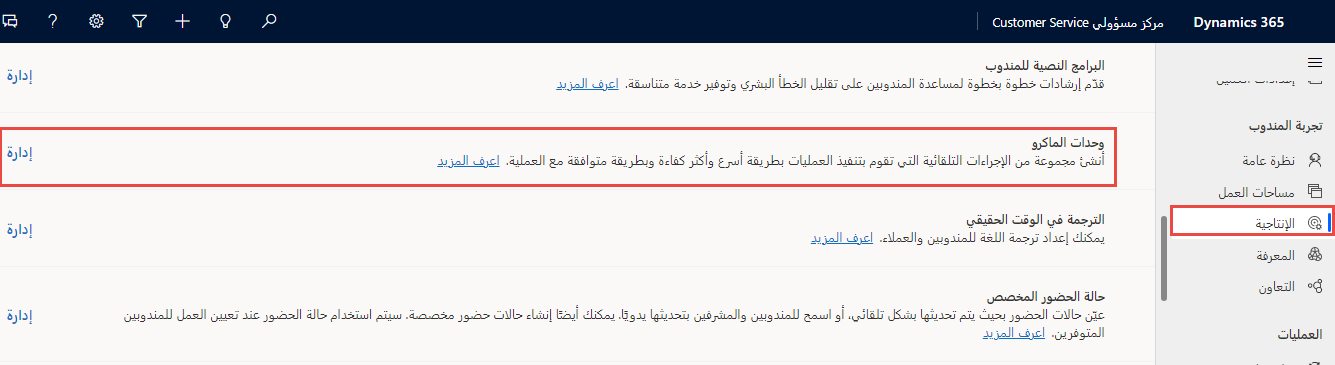 Dynamics 365
مركز مسؤولي Customer Service
تجربة المندوب
نظرة عامة
مساحات العمل
الإنتاجية
المعرفة
التعاون
العمليات
البرامج النصية للمندوب
قدّم إرشادات خطوة بخطوة لمساعدة المندوبين على تقليل الخطأ البشري وتوفير خدمة متناسقة. اعرف المزيد
إدارة
وحدات الماكرو
أنشئ مجموعة من الإجراءات التلقائية التي تقوم بتنفيذ العمليات بطريقة أسرع وأكثر كفاءة وبطريقة متوافقة مع العملية. اعرف المزيد
إدارة
الترجمة في الوقت الحقيقي
يمكنك إعداد ترجمة اللغة للمندوبين والعملاء. اعرف المزيد
إدارة
حالة الحضور المخصص
عيّن حالات الحضور بحيث يتم تحديثها بشكل تلقائي، أو اسمح للمندوبين والمشرفين بتحديثها يدويًا. يمكنك أيضًا إنشاء حالات حضور مخصصة. سيتم استخدام حالة الحضور عند تعيين العمل للمندوبين
المتوفرين. اعرف المزيد
إدارة